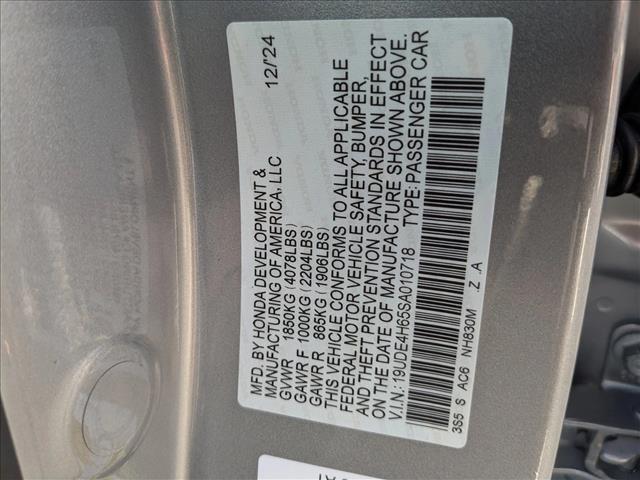 MFD. BY HONDA DEVELOPMENT & 12/'24
MANUFACTURING OF AMERICA, LLC
GVWR 1850KG (4078LBS)
GAWR F 1000KG (2204LBS)
GAWR R 865KG (1906LBS)
THIS VEHICLE CONFORMS TO ALL APPLICABLE
FEDERAL MOTOR VEHICLE SAFETY, BUMPER,
AND THEFT PREVENTION STANDARDS IN EFFECT
ON THE DATE OF MANUFACTURE SHOWN ABOVE.
V.I.N.: 19UDE4H65SA010718 TYPE: PASSENGER CAR
3S5 S AC6 NH830M .Z .A